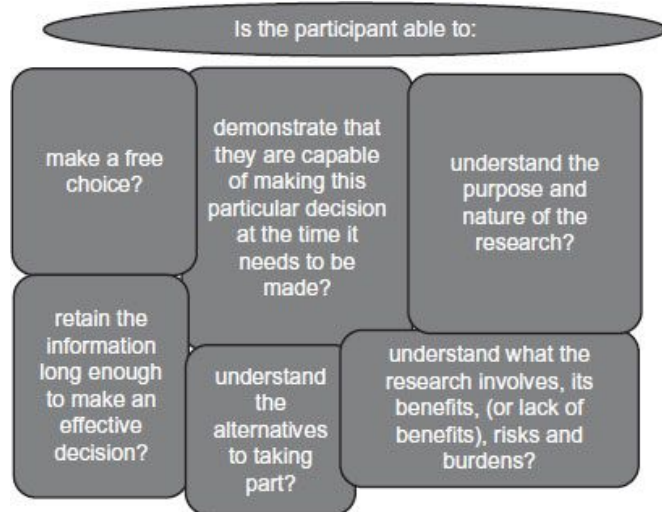 Is the participant able to:
make a free
choice?
demonstrate that
they are capable
of making this
particular decision
at the time it
needs to be
made?
understand the
purpose and
nature of the
research?
retain the
information
long enough
to make an
effective
decision?
understand
the
alternatives
to taking
part?
understand what the
research involves, its
benefits, (or lack of
benefits), risks and
burdens?